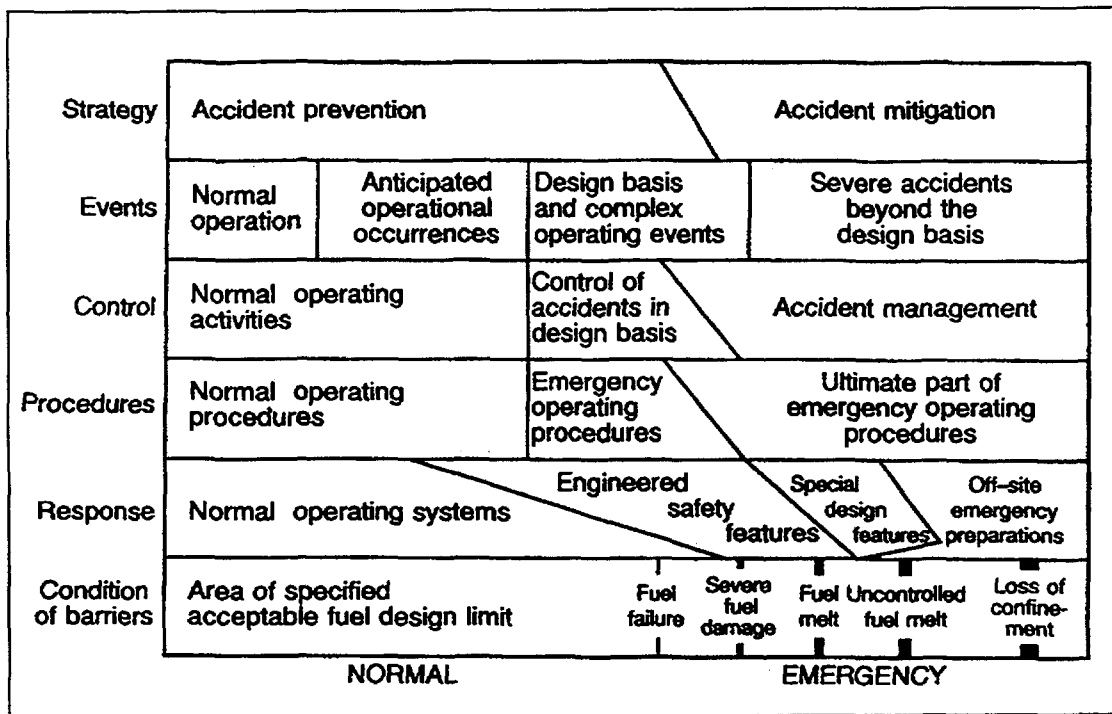 Strategy
Accident prevention
Accident mitigation
Events
Normal
operation
Anticipated
operational
occurrences
Design basis
and complex
operating events
Severe accidents
beyond the
design basis
Control
Normal operating
activities
Control of
accidents in
design basis
Accident management
Procedures
Normal operating
procedures
Emergency
operating
procedures
Ultimate part of
emergency operating
procedures
Response
Normal operating systems
Engineered
safety
features
Special
design
features
Off-site
emergency
preparations
Condition
of barriers
Area of specified
acceptable fuel design limit
Fuel
failure
Severe
fuel
damage
Fuel
melt
Uncontrolled
fuel melt
Loss of
confine-
ment
NORMAL
EMERGENCY